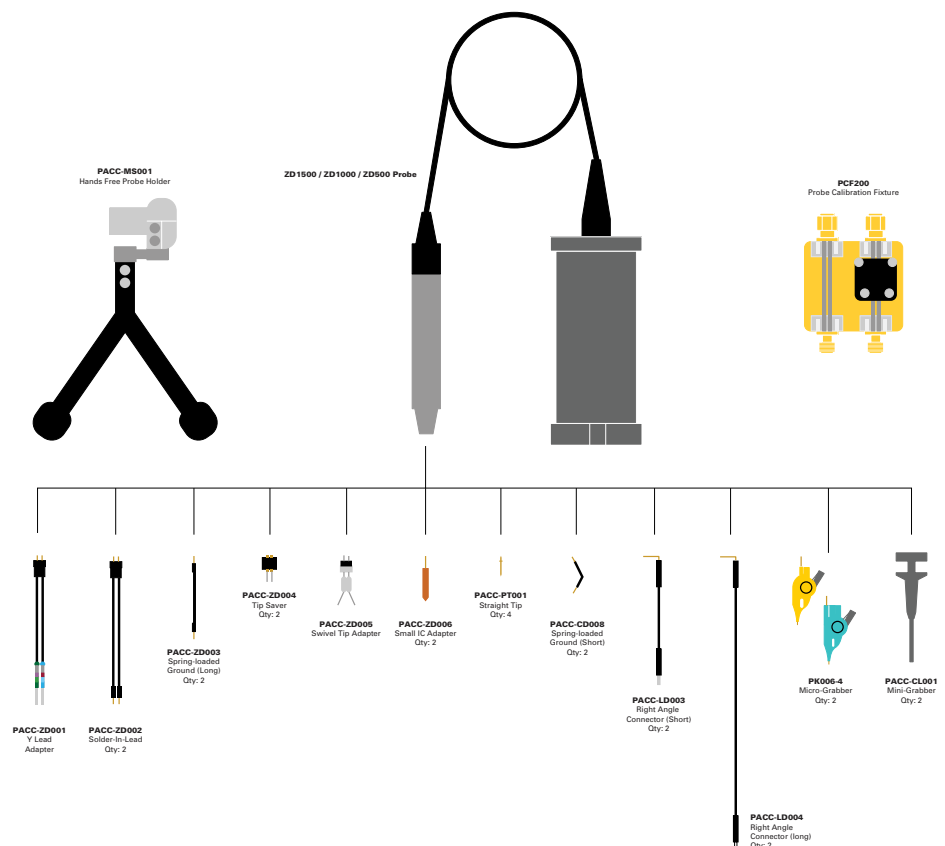 PACC-MS001
Hands Free Probe Holder
ZD1500 / ZD1000 / ZD500 Probe
PCF200
Probe Calibration Fixture
PACC-ZD001
Y Lead
Adapter
PACC-ZD002
Solder-In-Lead
Qty: 2
PACC-ZD003
Spring-loaded
Ground (Long)
Qty: 2
PACC-ZD004
Tip Saver
Qty: 2
PACC-ZD005
Swivel Tip Adapter
PACC-ZD006
Small IC Adapter
Qty: 2
PACC-PT001
Straight Tip
Qty: 4
PACC-CD008
Spring-loaded
Ground (Short)
Qty: 2
PACC-LD003
Right Angle
Connector (Short)
Qty: 2
PACC-LD004
Right Angle
Connector (long)
Qty: 2
PK006-4
Micro-Grabber
Qty: 2
PACC-CL001
Mini-Grabber
Qty: 2